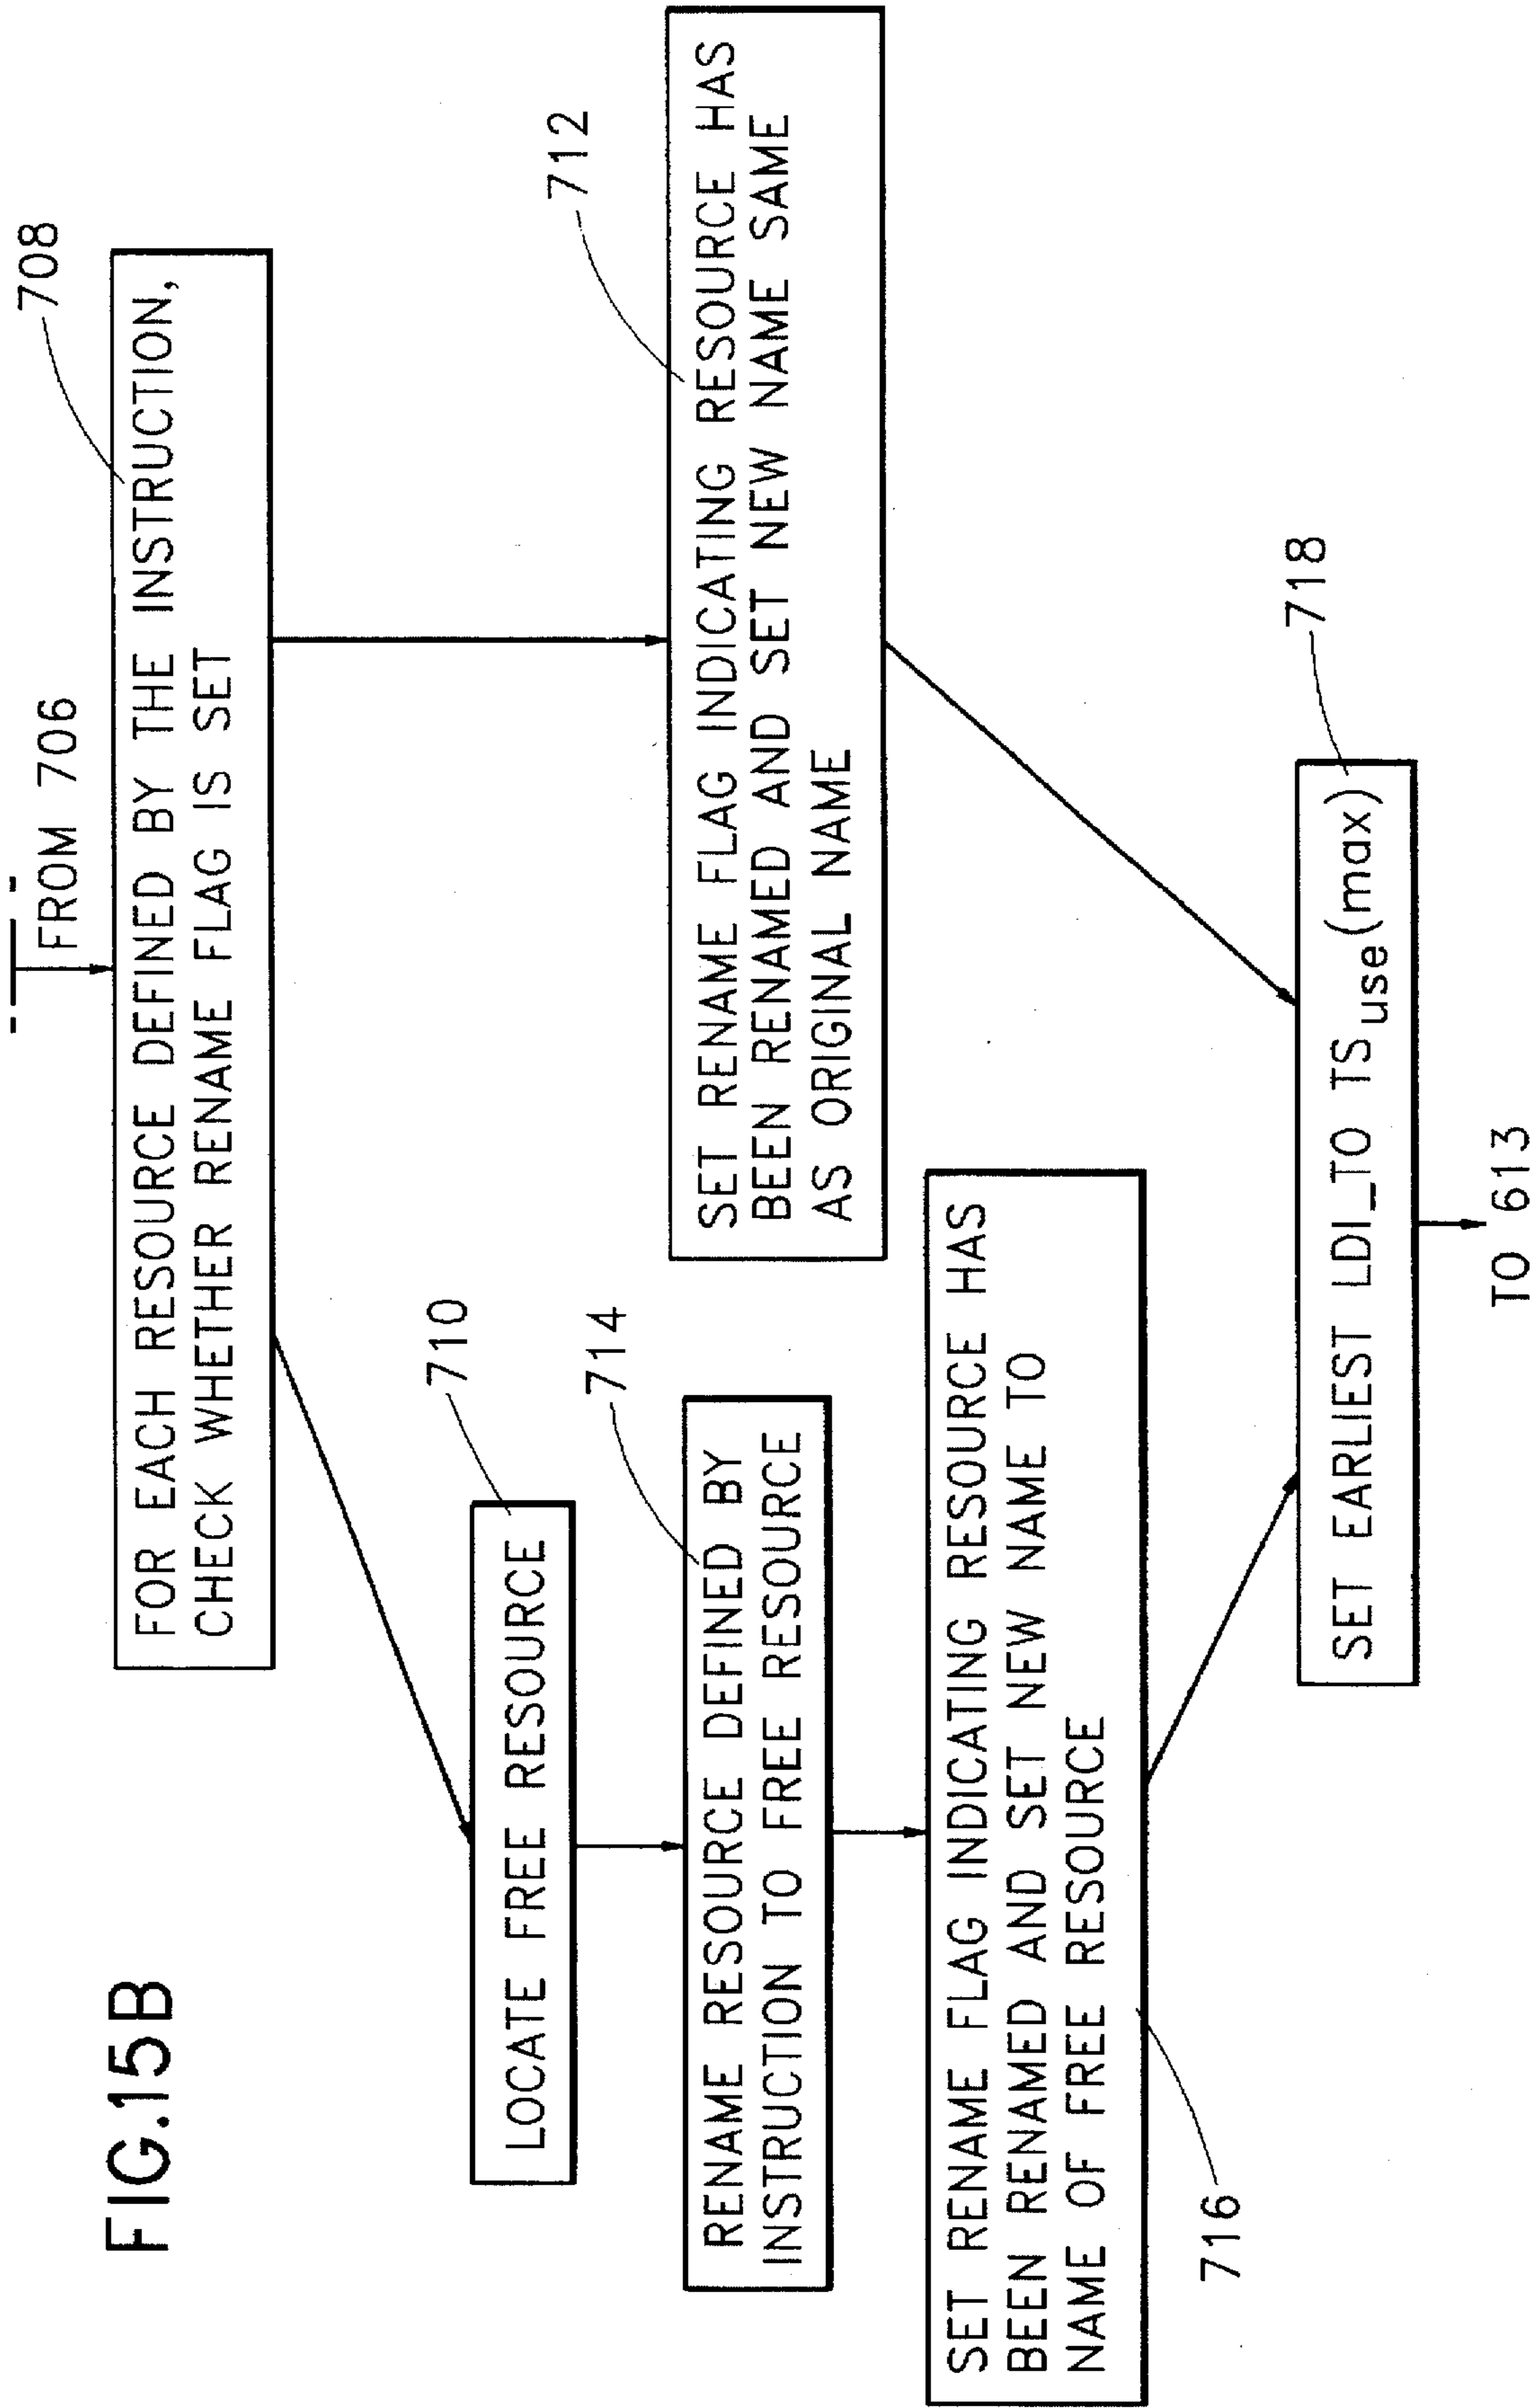 FIG.15B
FROM 706
708
FOR EACH RESOURCE DEFINED BY THE INSTRUCTION,
CHECK WHETHER RENAME FLAG IS SET
710
LOCATE FREE RESOURCE
712
SET RENAME FLAG INDICATING RESOURCE HAS
BEEN RENAMED AND SET NEW NAME SAME
AS ORIGINAL NAME
714
RENAME RESOURCE DEFINED BY
INSTRUCTION TO FREE RESOURCE
SET RENAME FLAG INDICATING RESOURCE HAS
BEEN RENAMED AND SET NEW NAME TO
NAME OF FREE RESOURCE
716
718
SET EARLIEST LDI_TO TSuse(max)
TO 613